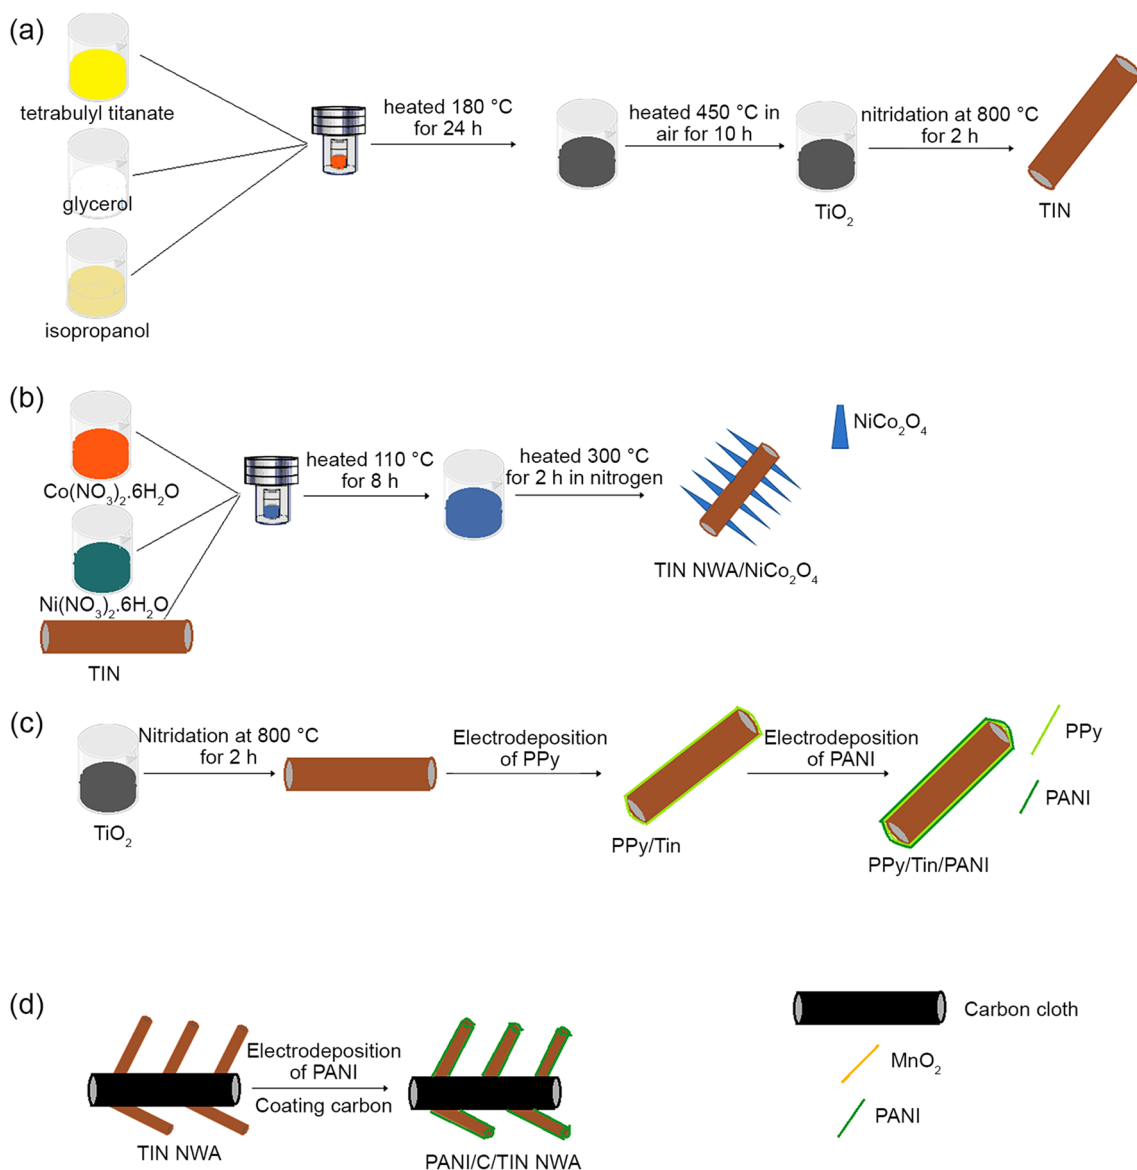 (a)
tetrabulyl titanate
glycerol
isopropanol
heated 180 °C
for 24 h
heated 450 °C in
air for 10 h
TiO₂
nitridation at 800 °C
for 2 h
TIN
(b)
Co(NO₃)₂.6H₂O
Ni(NO₃)₂.6H₂O
TIN
heated 110 °C
for 8 h
heated 300 °C
for 2 h in nitrogen
TIN NWA/NiCo₂O₄
NiCo₂O₄
(c)
TiO₂
Nitridation at 800 °C
for 2 h
Electrodeposition
of PPy
PPy/Tin
Electrodeposition
of PANI
PPy/Tin/PANI
PPy
PANI
(d)
TIN NWA
Electrodeposition
of PANI
Coating carbon
PANI/C/TIN NWA
Carbon cloth
MnO₂
PANI